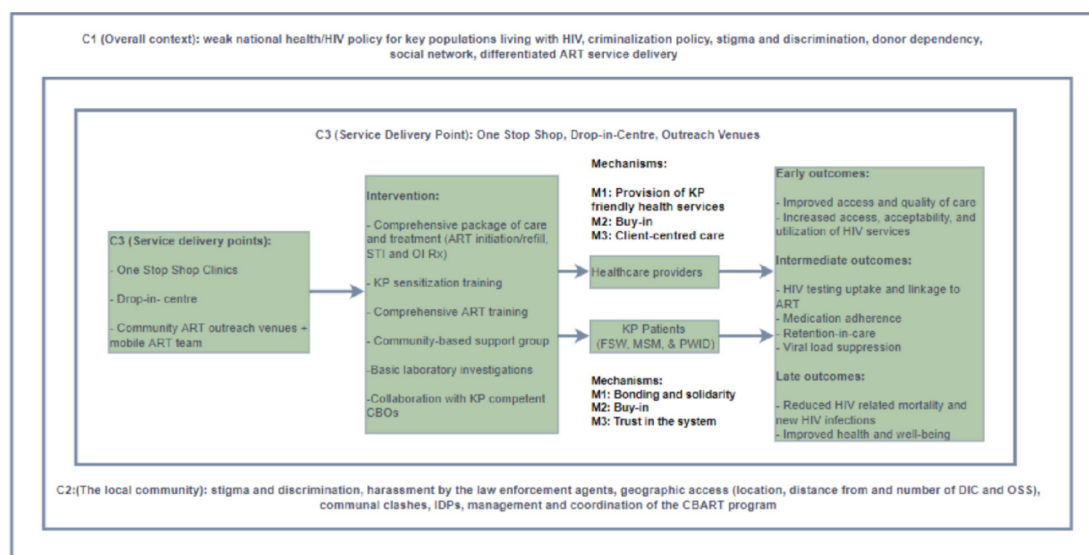 C1 (Overall context): weak national health/HIV policy for key populations living with HIV, criminalization policy, stigma and discrimination, donor dependency,
social network, differentiated ART service delivery
C3 (Service Delivery Point): One Stop Shop, Drop-in-Centre, Outreach Venues
C3 (Service delivery points):
- One Stop Shop Clinics
- Drop-in- centre
- Community ART outreach venues +
mobile ART team
Intervention:
- Comprehensive package of care
and treatment (ART initiation/refill,
STI and OI Rx)
- KP sensitization training
- Comprehensive ART training
- Community-based support group
-Basic laboratory investigations
-Collaboration with KP competent
CBOs
Mechanisms:
M1: Provision of KP
friendly health services
M2: Buy-in
M3: Client-centred care
Healthcare providers
KP Patients
(FSW, MSM, & PWID)
Mechanisms:
M1: Bonding and solidarity
M2: Buy-in
M3: Trust in the system
Early outcomes:
- Improved access and quality of care
- Increased access, acceptability, and
utilization of HIV services
Intermediate outcomes:
- HIV testing uptake and linkage to
ART
- Medication adherence
- Retention-in-care
- Viral load suppression
Late outcomes:
- Reduced HIV related mortality and
new HIV infections
- Improved health and well-being
C2:(The local community): stigma and discrimination, harassment by the law enforcement agents, geographic access (location, distance from and number of DIC and OSS),
communal clashes, IDPs, management and coordination of the CBART program